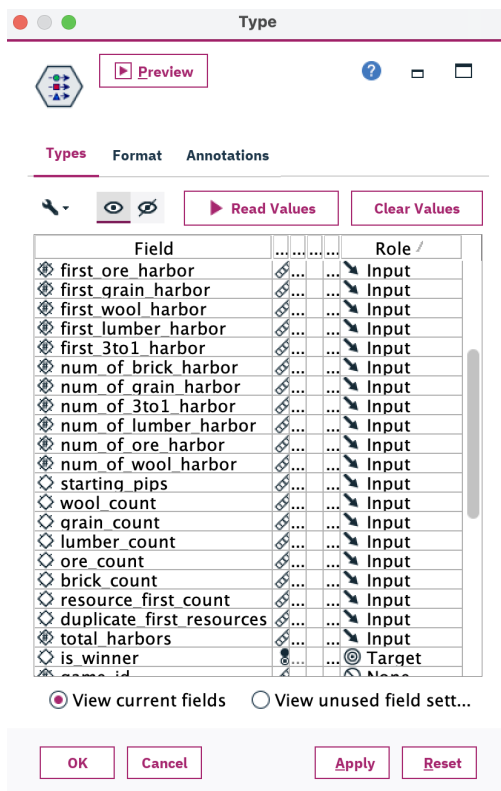 Type
Preview
?
Types Format Annotations
Read Values Clear Values
Field ... ... ... ... Role
first_ore_harbor ... ... Input
first_grain_harbor ... ... Input
first_wool_harbor ... ... Input
first_lumber_harbor ... ... Input
first_3to1_harbor ... ... Input
num_of_brick_harbor ... ... Input
num_of_grain_harbor ... ... Input
num_of_3to1_harbor ... ... Input
num_of_lumber_harbor ... ... Input
num_of_ore_harbor ... ... Input
num_of_wool_harbor ... ... Input
starting_pips ... ... Input
wool_count ... ... Input
grain_count ... ... Input
lumber_count ... ... Input
ore_count ... ... Input
brick_count ... ... Input
resource_first_count ... ... Input
duplicate_first_resources ... ... Input
total_harbors ... ... Input
is_winner ... ... Target
game_id None
View current fields View unused field sett...
OK Cancel Apply Reset